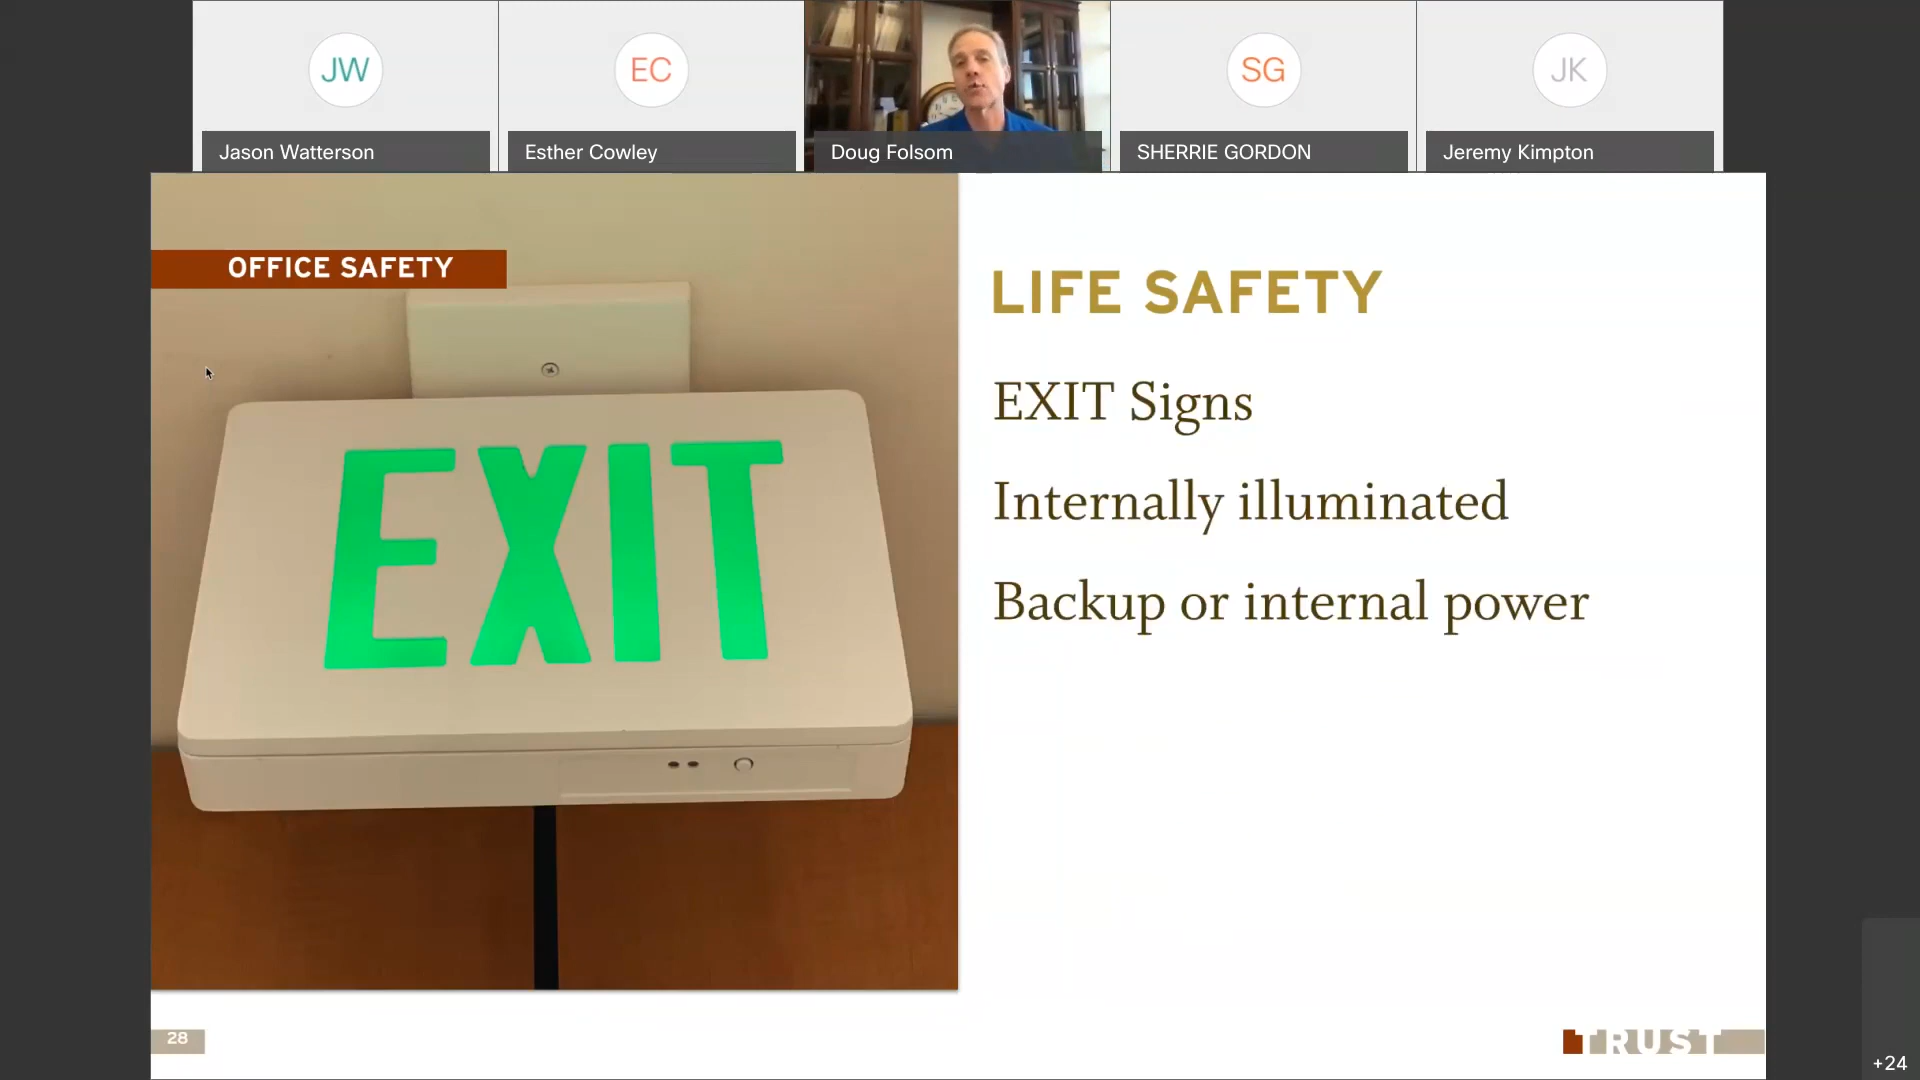 JW
EC
SG
JK
Jason Watterson
Esther Cowley
Doug Folsom
SHERRIE GORDON
Jeremy Kimpton
OFFICE SAFETY
EXIT
LIFE SAFETY
EXIT Signs
Internally illuminated
Backup or internal power
28
TRUST
+24